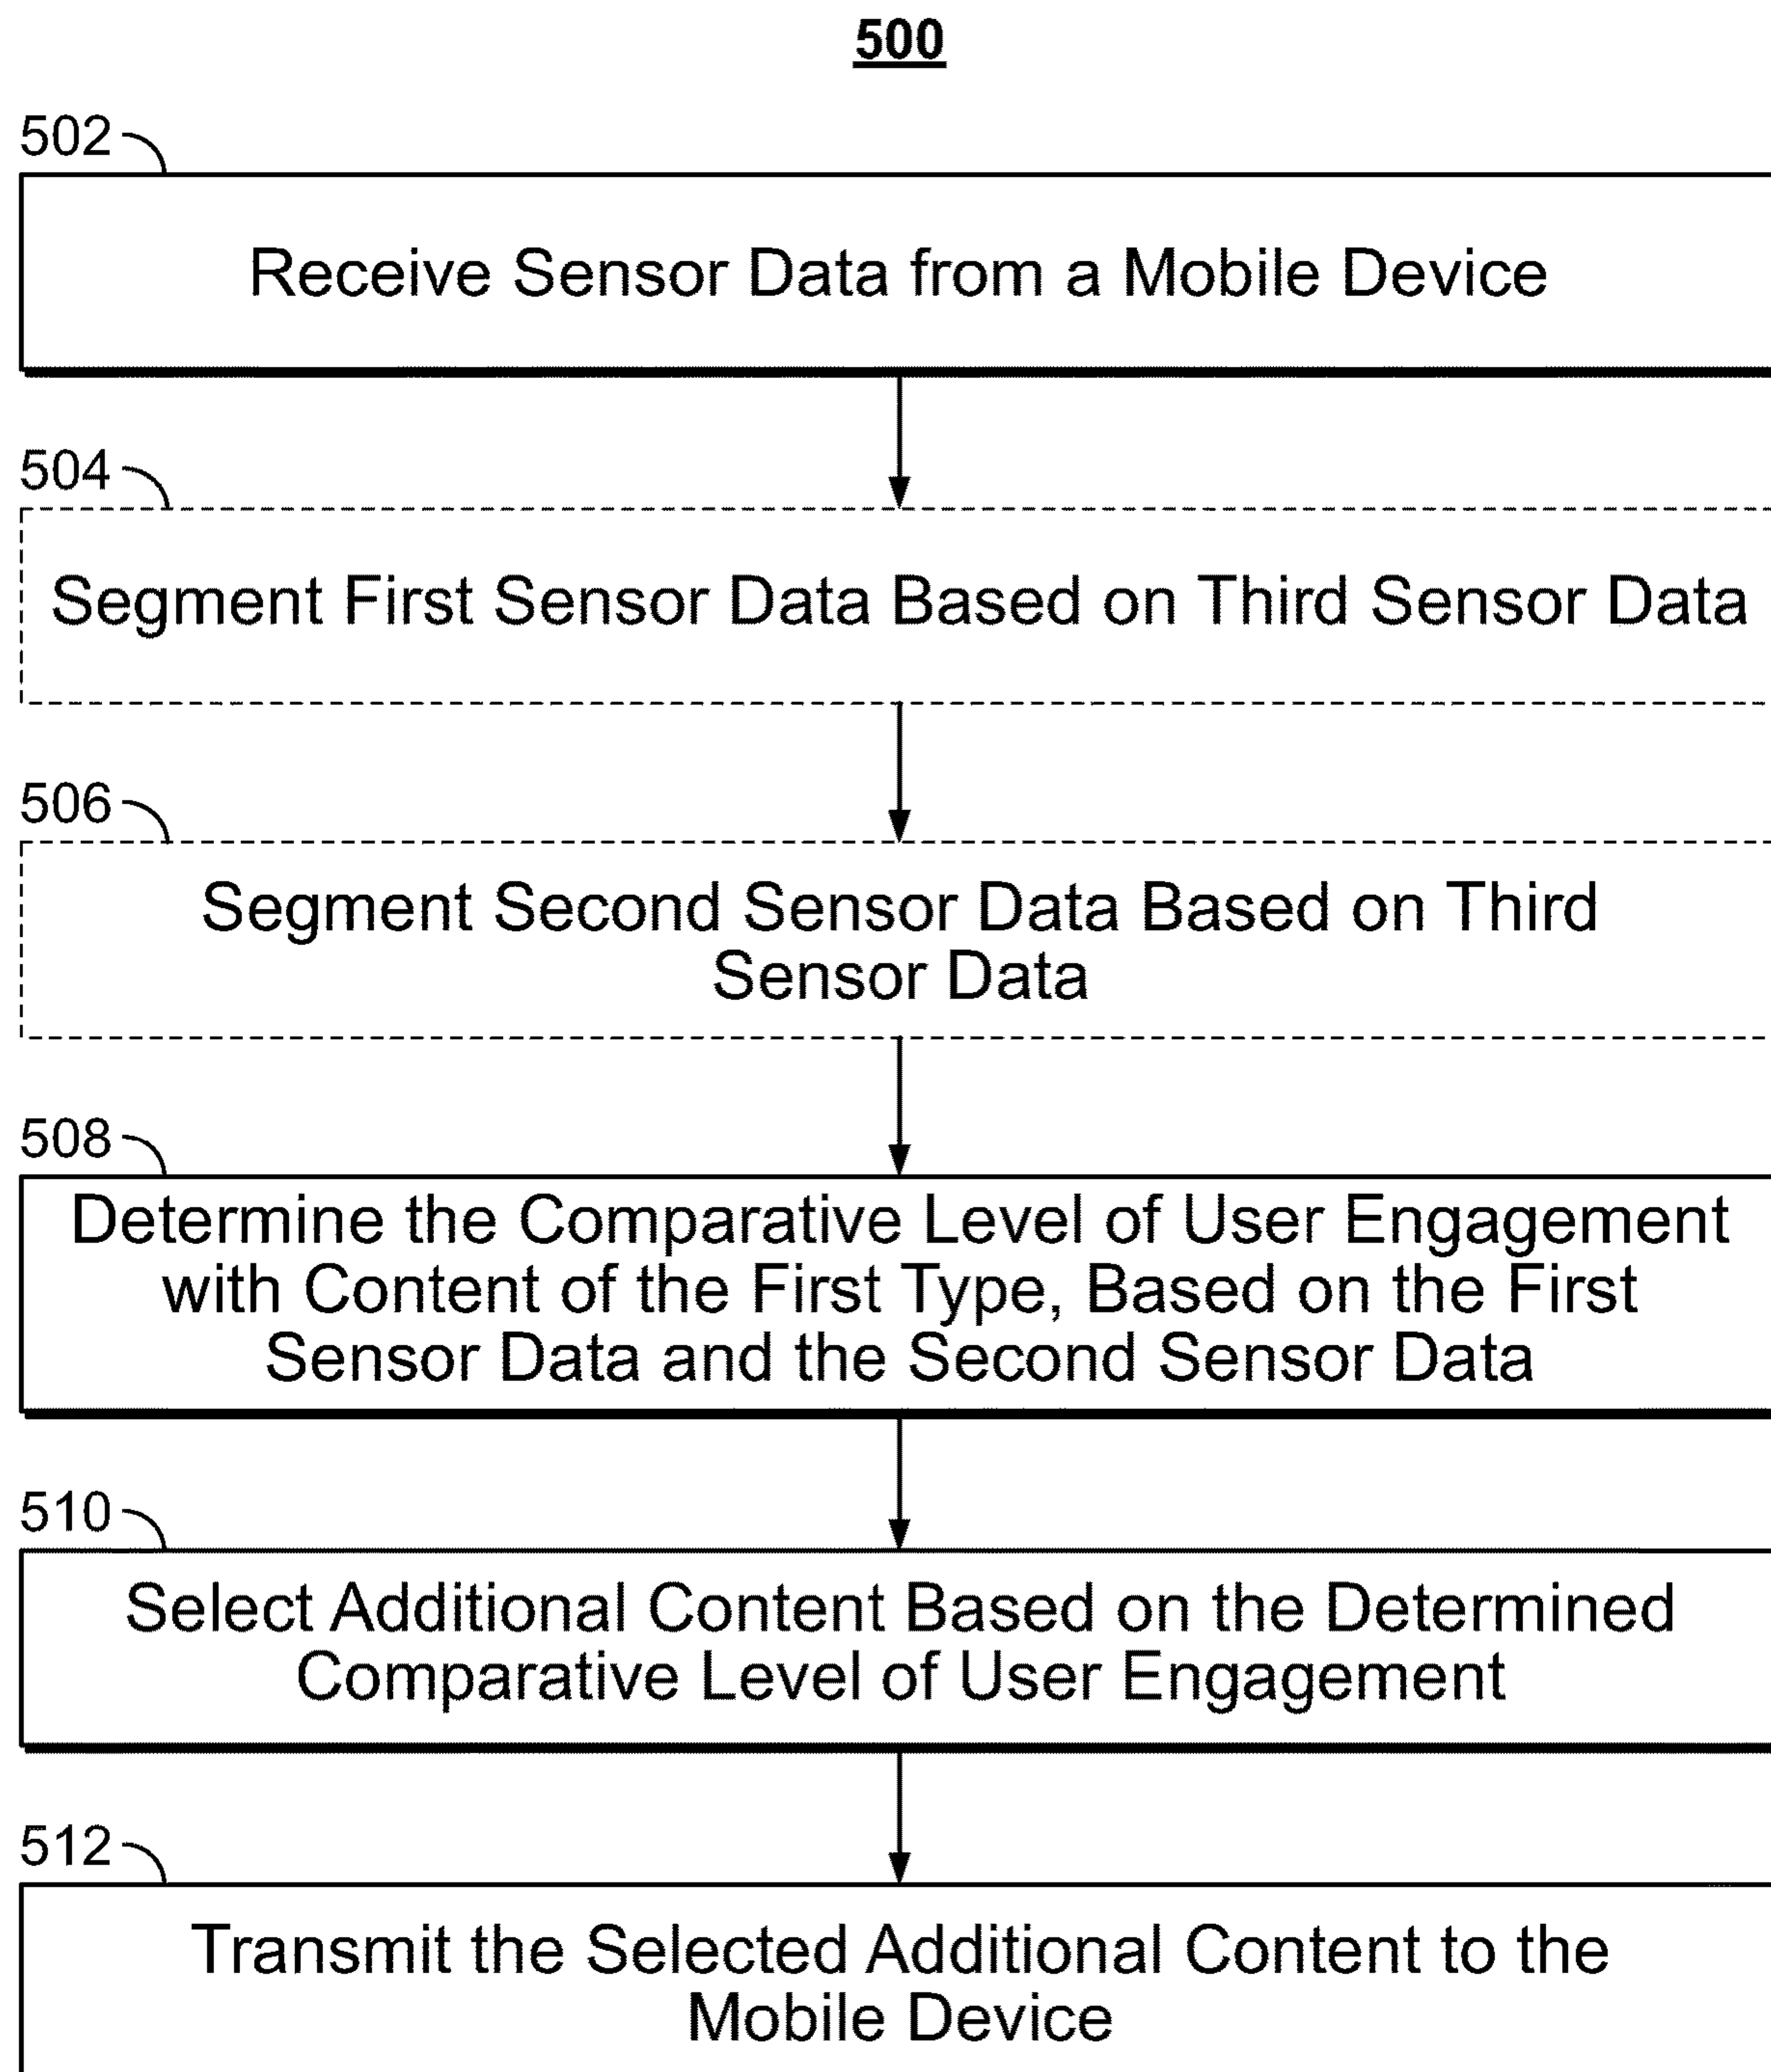 500
502
Receive Sensor Data from a Mobile Device
504
Segment First Sensor Data Based on Third Sensor Data
506
Segment Second Sensor Data Based on Third
Sensor Data
508
Determine the Comparative Level of User Engagement
with Content of the First Type, Based on the First
Sensor Data and the Second Sensor Data
510
Select Additional Content Based on the Determined
Comparative Level of User Engagement
512
Transmit the Selected Additional Content to the
Mobile Device